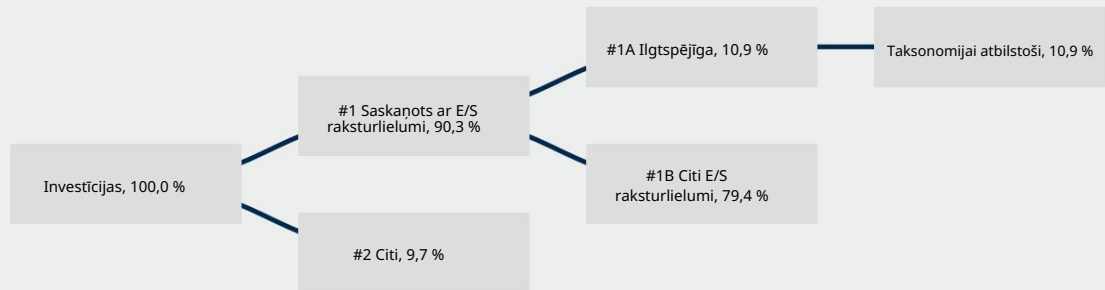 #1A Ilgtspējīga, 10,9 %
Taksonomijai atbilstoši, 10,9 %
#1 Saskaņots ar E/S
raksturlielumi, 90,3 %
Investīcijas, 100,0 %
#1B Citi E/S
raksturlielumi, 79,4 %
#2 Citi, 9,7 %